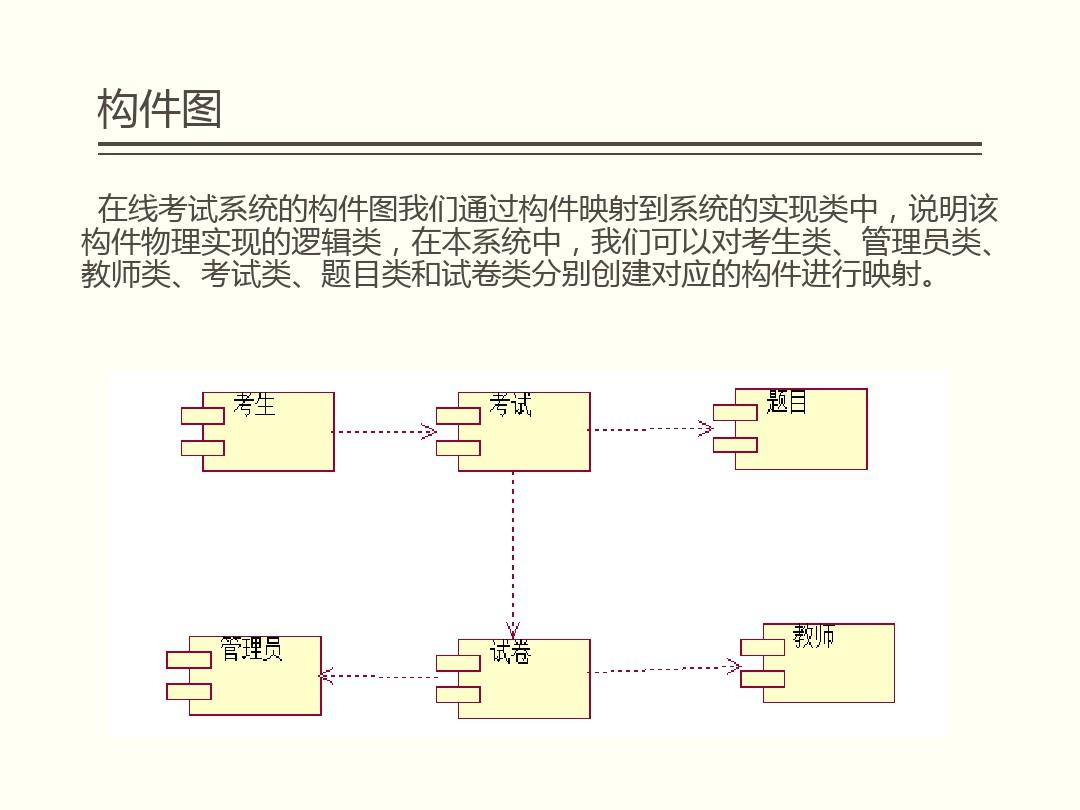 构件图
在线考试系统的构件图我们通过构件映射到系统的实现类中，说明该
构件物理实现的逻辑类，在本系统中，我们可以对考生类、管理员类、
教师类、考试类、题目类和试卷类分别创建对应的构件进行映射。
考生
考试
题目
管理员
试卷
教师